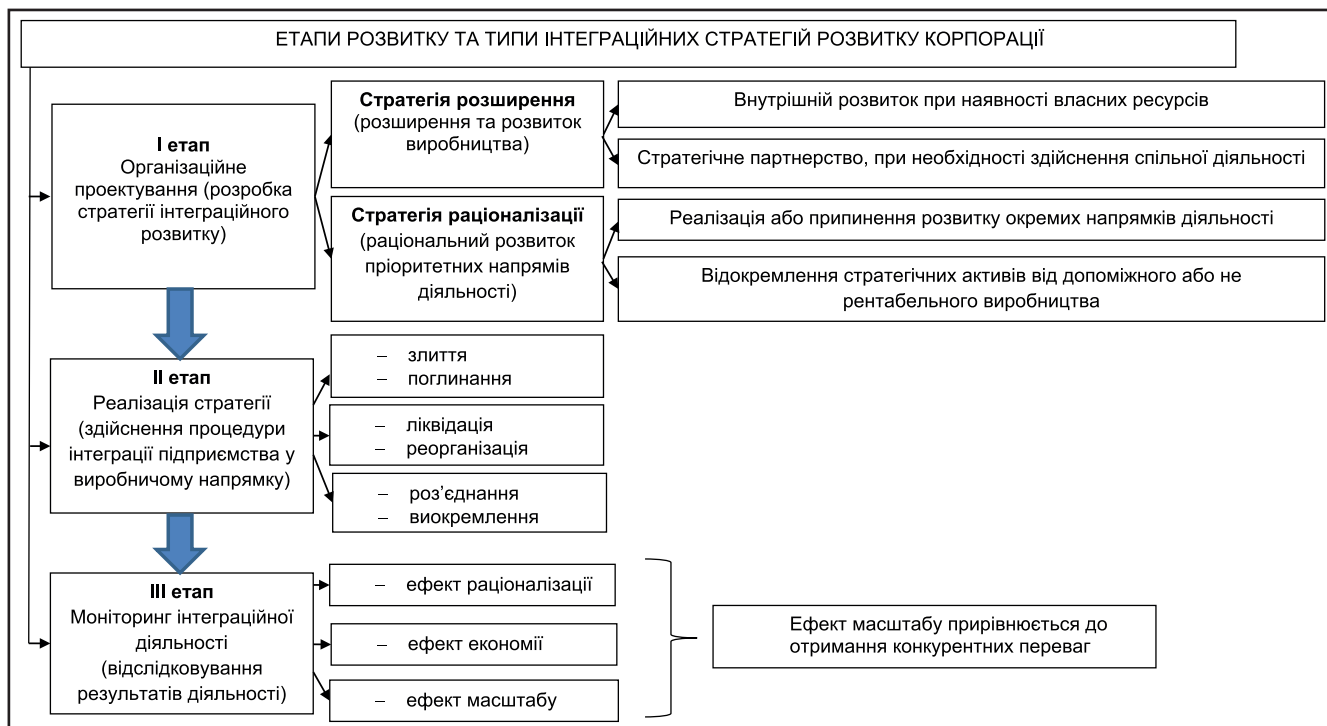 ЕТАПИ РОЗВИТКУ ТА ТИПИ ІНТЕГРАЦІЙНИХ СТРАТЕГІЙ РОЗВИТКУ КОРПОРАЦІЇ
І етап
Організаційне
проектування (розробка
стратегії інтеграційного
розвитку)
Стратегія розширення
(розширення та розвиток
виробництва)
Внутрішній розвиток при наявності власних ресурсів
Стратегічне партнерство, при необхідності здійснення спільної діяльності
Стратегія раціоналізації
(раціональний розвиток
пріоритетних напрямів
діяльності)
Реалізація або припинення розвитку окремих напрямків діяльності
Відокремлення стратегічних активів від допоміжного або не
рентабельного виробництва
ІІ етап
Реалізація стратегії
(здійснення процедури
інтеграції підприємства у
виробничому напрямку)
– злиття
– поглинання
– ліквідація
– реорганізація
– роз’єднання
– виокремлення
ІІІ етап
Моніторинг інтеграційної
діяльності
(відслідковування
результатів діяльності)
– ефект раціоналізації
– ефект економії
– ефект масштабу
Ефект масштабу прирівнюється до
отримання конкурентних переваг